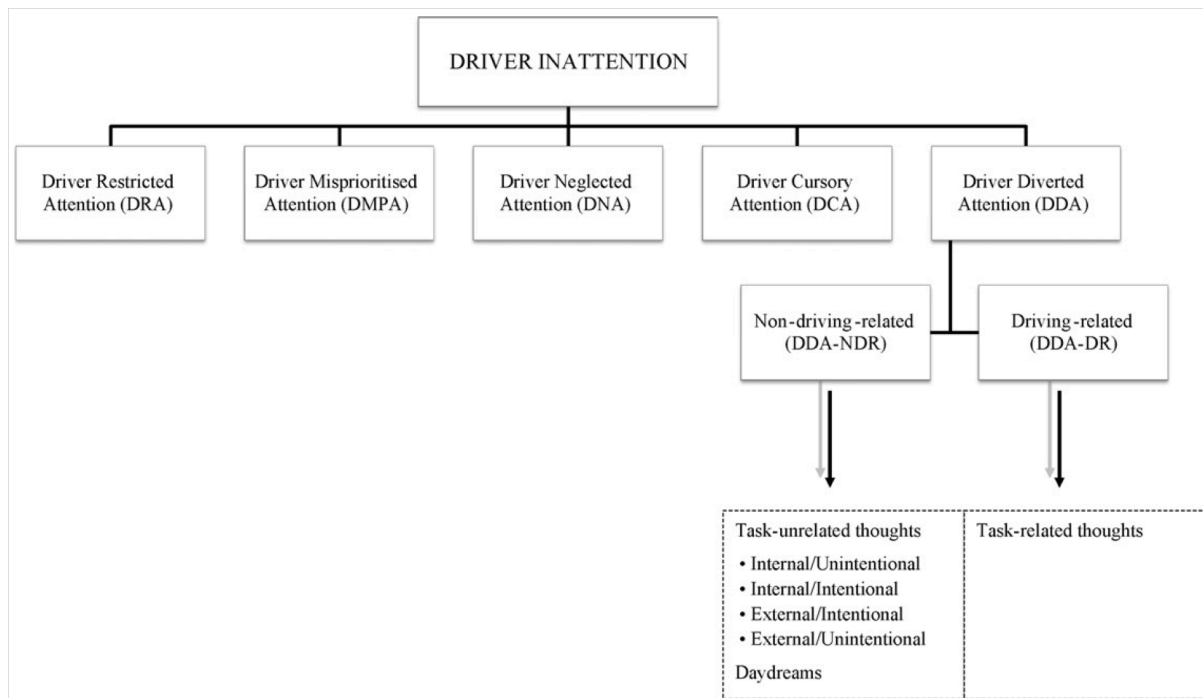 DRIVER INATTENTION
Driver Restricted
Attention (DRA)
Driver Misprioritised
Attention (DMPA)
Driver Neglected
Attention (DNA)
Driver Cursory
Attention (DCA)
Driver Diverted
Attention (DDA)
Non-driving-related
(DDA-NDR)
Driving-related
(DDA-DR)
Task-unrelated thoughts
• Internal/Unintentional
• Internal/Intentional
• External/Intentional
• External/Unintentional
Daydreams
Task-related thoughts